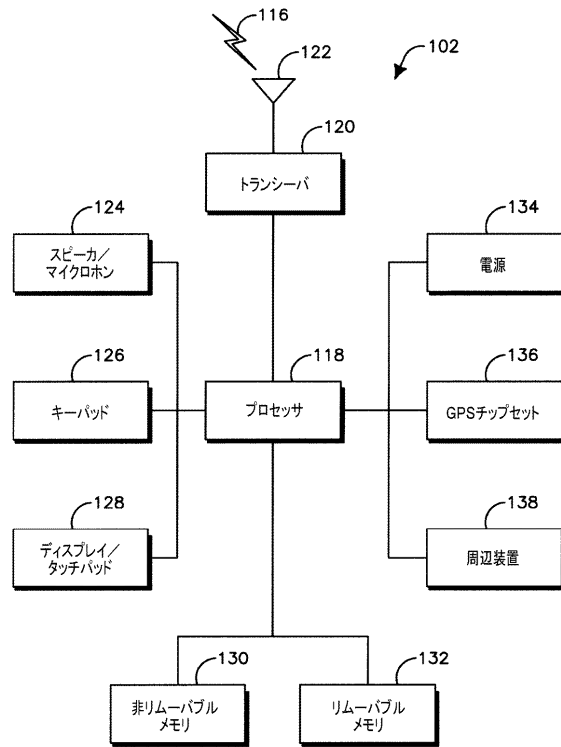 116
122
102
120
トランシーバ
124
スピーカ／
マイクロホン
134
電源
126
キーパッド
118
プロセッサ
136
GPSチップセット
128
ディスプレイ／
タッチパッド
138
周辺装置
130
非リムーバブル
メモリ
132
リムーバブル
メモリ